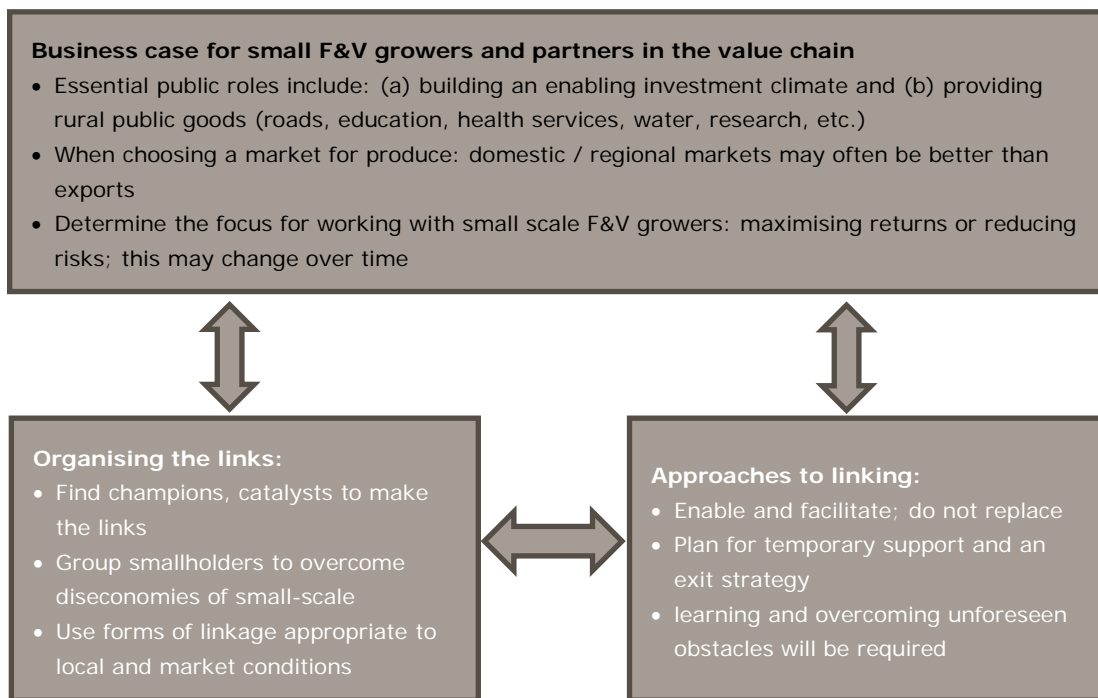 Business case for small F&V growers and partners in the value chain
• Essential public roles include: (a) building an enabling investment climate and (b) providing
rural public goods (roads, education, health services, water, research, etc.)
• When choosing a market for produce: domestic / regional markets may often be better than
exports
• Determine the focus for working with small scale F&V growers: maximising returns or reducing
risks; this may change over time
Organising the links:
• Find champions, catalysts to make
the links
• Group smallholders to overcome
diseconomies of small-scale
• Use forms of linkage appropriate to
local and market conditions
Approaches to linking:
• Enable and facilitate; do not replace
• Plan for temporary support and an
exit strategy
• learning and overcoming unforeseen
obstacles will be required